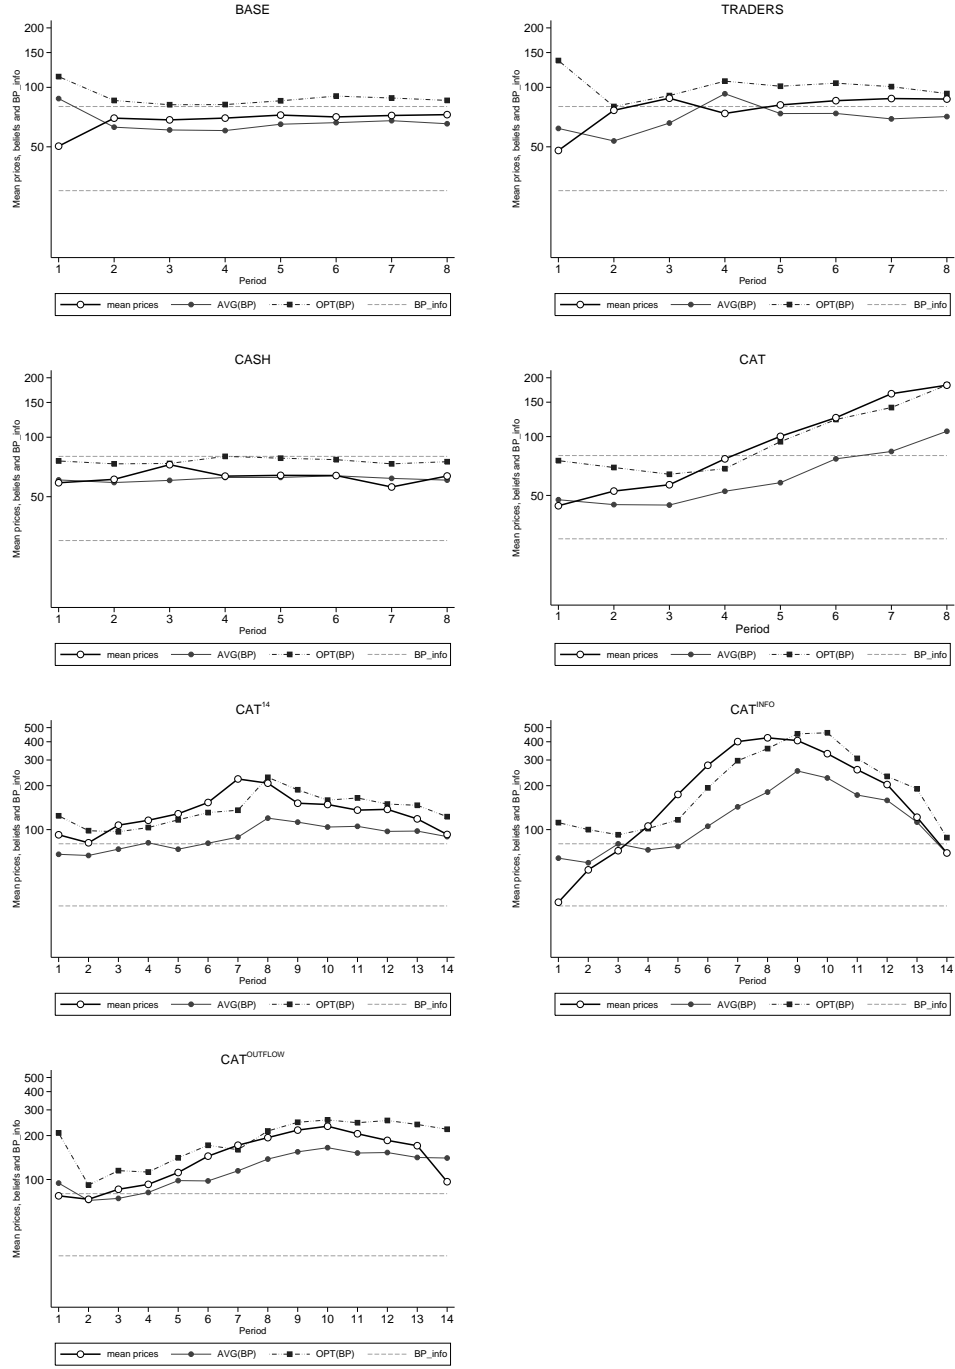 BASE
Mean prices, beliefs and BP_info
200
150
100
50
1 2 3 4 5 6 7 8
Period
mean prices AVG(BP) OPT(BP) BP_info
TRADERS
Mean prices, beliefs and BP_info
200
150
100
50
1 2 3 4 5 6 7 8
Period
mean prices AVG(BP) OPT(BP) BP_info
CASH
Mean prices, beliefs and BP_info
200
150
100
50
1 2 3 4 5 6 7 8
Period
mean prices AVG(BP) OPT(BP) BP_info
CAT
Mean prices, beliefs and BP_info
200
150
100
50
1 2 3 4 5 6 7 8
Period
mean prices AVG(BP) OPT(BP) BP_info
CAT14
Mean prices, beliefs and BP_info
500
400
300
200
100
1 2 3 4 5 6 7 8 9 10 11 12 13 14
Period
mean prices AVG(BP) OPT(BP) BP_info
CATINFO
Mean prices, beliefs and BP_info
500
400
300
200
100
1 2 3 4 5 6 7 8 9 10 11 12 13 14
Period
mean prices AVG(BP) OPT(BP) BP_info
CATOUTFLOW
Mean prices, beliefs and BP_info
500
400
300
200
100
1 2 3 4 5 6 7 8 9 10 11 12 13 14
Period
mean prices AVG(BP) OPT(BP) BP_info